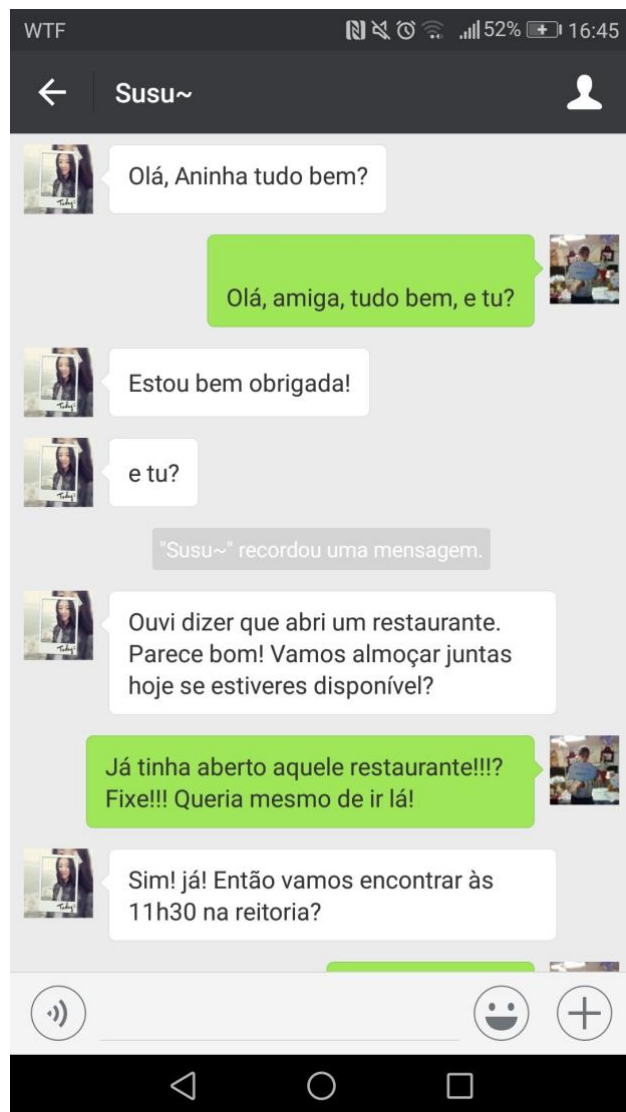 WTF 52% 16:45
Susu~
Olá, Aninha tudo bem?
Olá, amiga, tudo bem, e tu?
Estou bem obrigada!
e tu?
"Susu~" recordou uma mensagem.
Ouvi dizer que abri um restaurante.
Parece bom! Vamos almoçar juntas
hoje se estiveres disponível?
Já tinha aberto aquele restaurante!!!?
Fixe!!! Queria mesmo de ir lá!
Sim! já! Então vamos encontrar às
11h30 na reitoria?